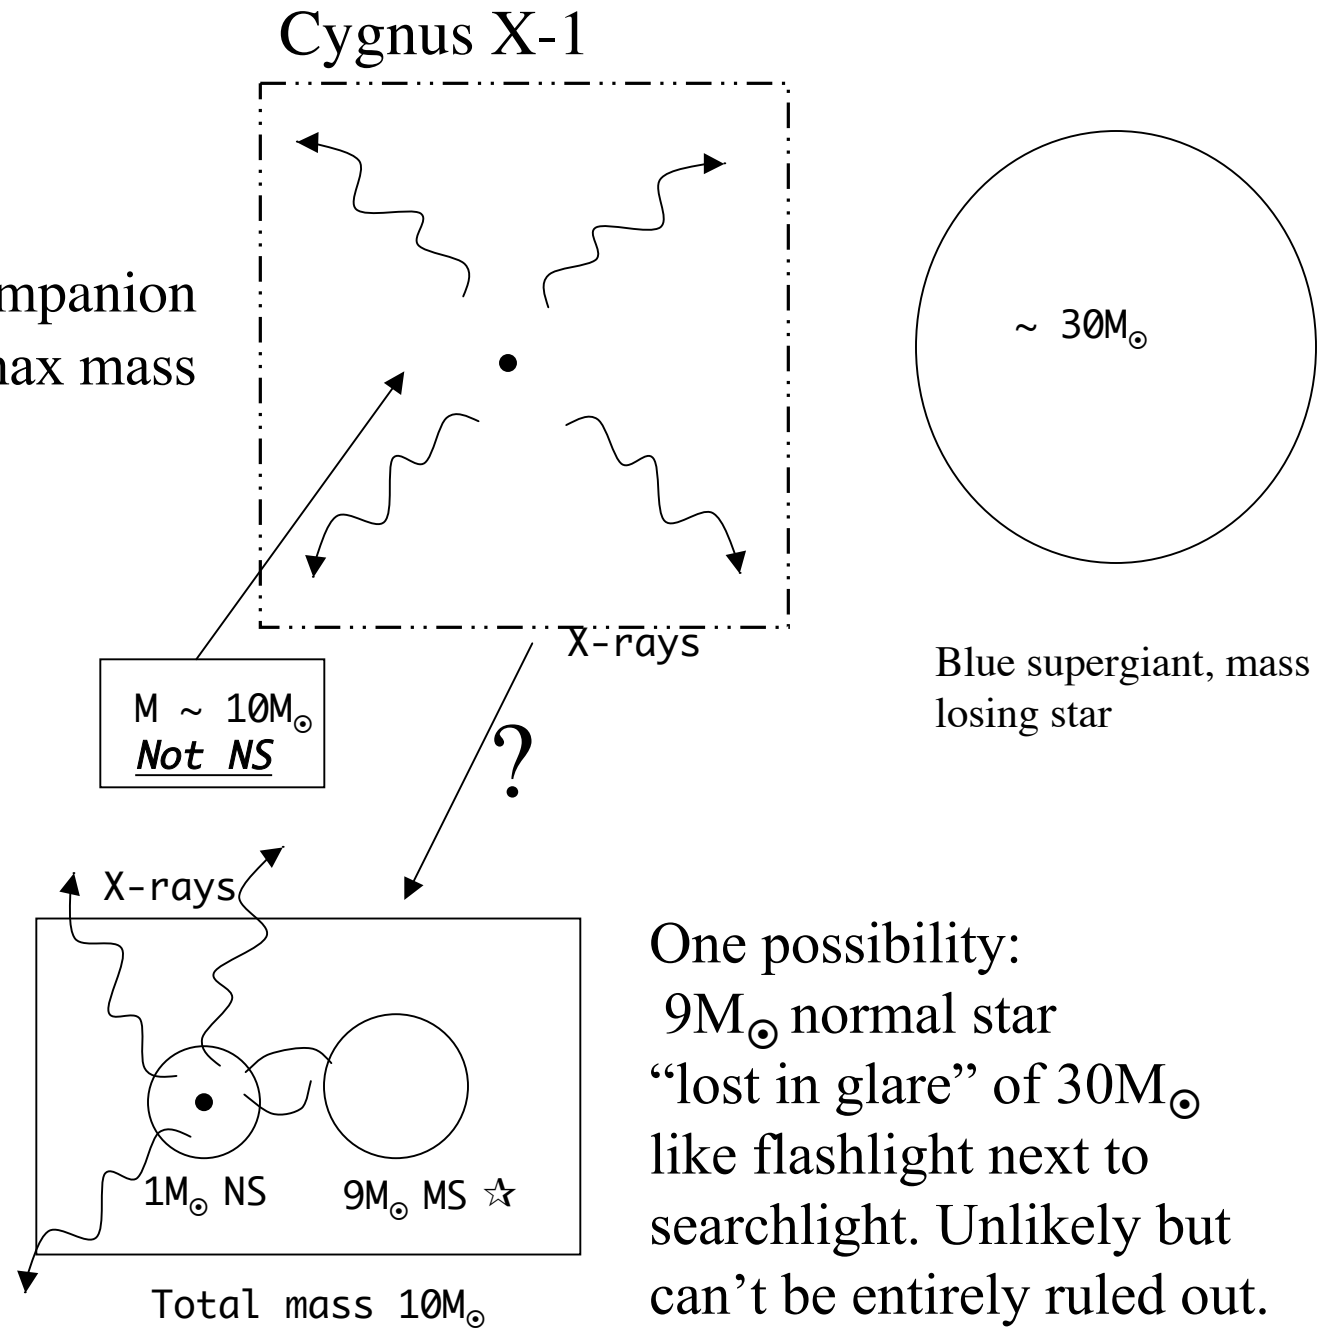 Cygnus X-1
~ 30M☉
mass
X-rays
Blue supergiant, mass
losing star
M ~ 10M☉
Not NS
?
X-rays
One possibility:
9M☉ normal star
“lost in glare” of 30M☉
like flashlight next to
searchlight. Unlikely but
can’t be entirely ruled out.
1M☉ NS
9M☉ MS ☆
Total mass 10M☉